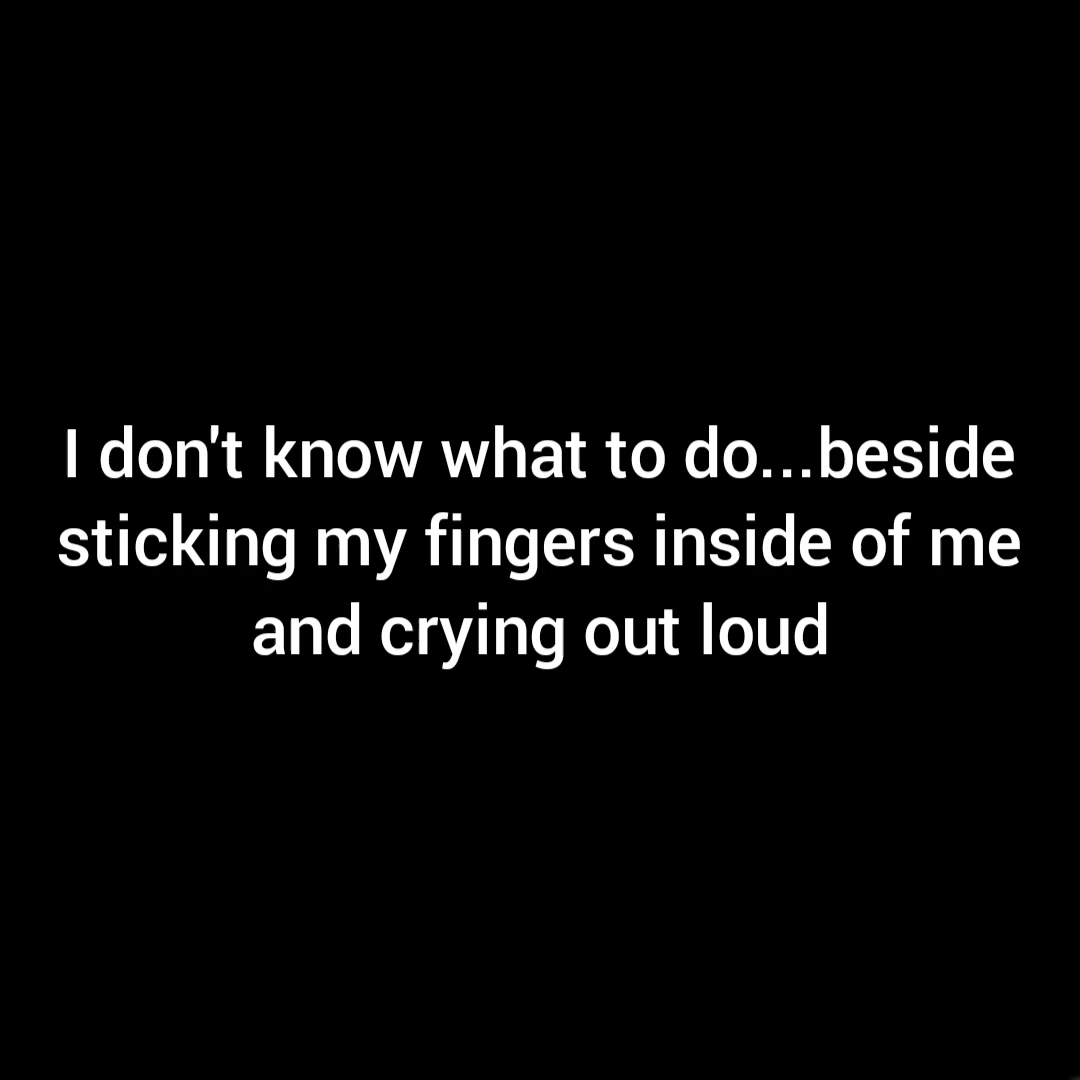 I don't know what to do...beside
sticking my fingers inside of me
and crying out loud